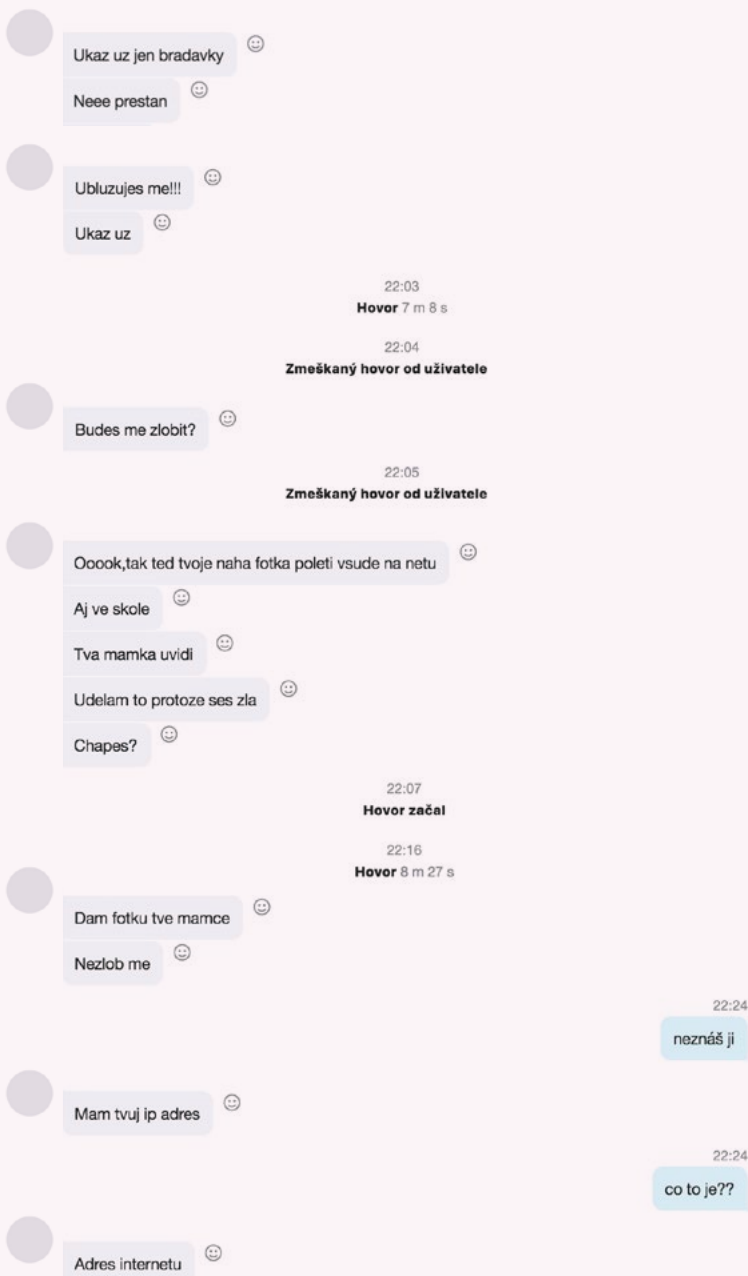 Ukaz uz jen bradavky
Neee prestan
Ubluzujes me!!!
Ukaz uz
22:03
Hovor 7 m 8 s
22:04
Zmeškaný hovor od uživatele
Budes me zlobit?
22:05
Zmeškaný hovor od uživatele
Ooook,tak ted tvoje naha fotka poleti vsude na netu
Aj ve skole
Tva mamka uvidi
Udelam to protoze ses zla
Chapes?
22:07
Hovor začal
22:16
Hovor 8 m 27 s
Dam fotku tve mamce
Nezlob me
22:24
neznáš ji
Mam tvuj ip adres
22:24
co to je??
Adres internetu